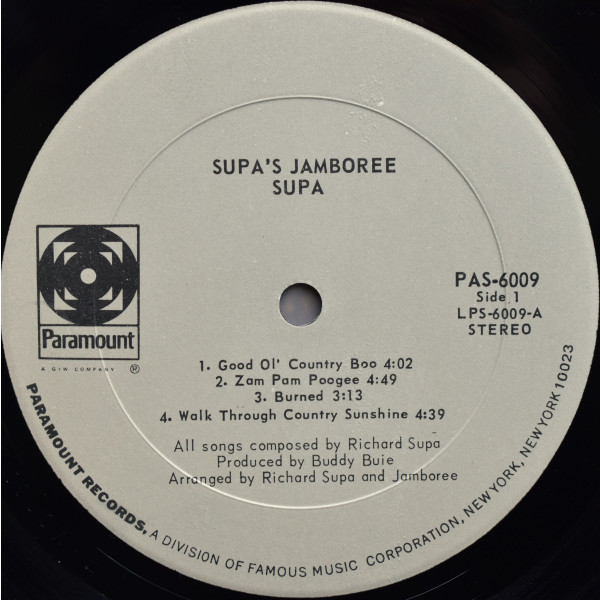 SUPA'S JAMBOREE
SUPA
Paramount
A G+W COMPANY ®
PAS-6009
Side 1
LPS-6009-A
STEREO
1. Good Ol' Country Boo 4:02
2. Zam Pam Poogee 4:49
3. Burned 3:13
4. Walk Through Country Sunshine 4:39
All songs composed by Richard Supa
Produced by Buddy Buie
Arranged by Richard Supa and Jamboree
PARAMOUNT RECORDS, A DIVISION OF FAMOUS MUSIC CORPORATION, NEW YORK, NEW YORK 10023